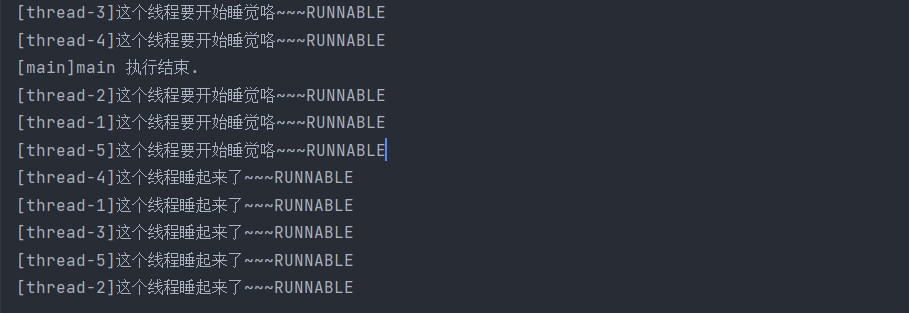 [thread-3]这个线程要开始睡觉咯~~~RUNNABLE
[thread-4]这个线程要开始睡觉咯~~~RUNNABLE
[main]main 执行结束.
[thread-2]这个线程要开始睡觉咯~~~RUNNABLE
[thread-1]这个线程要开始睡觉咯~~~RUNNABLE
[thread-5]这个线程要开始睡觉咯~~~RUNNABLE
[thread-4]这个线程睡起来了~~~RUNNABLE
[thread-1]这个线程睡起来了~~~RUNNABLE
[thread-3]这个线程睡起来了~~~RUNNABLE
[thread-5]这个线程睡起来了~~~RUNNABLE
[thread-2]这个线程睡起来了~~~RUNNABLE